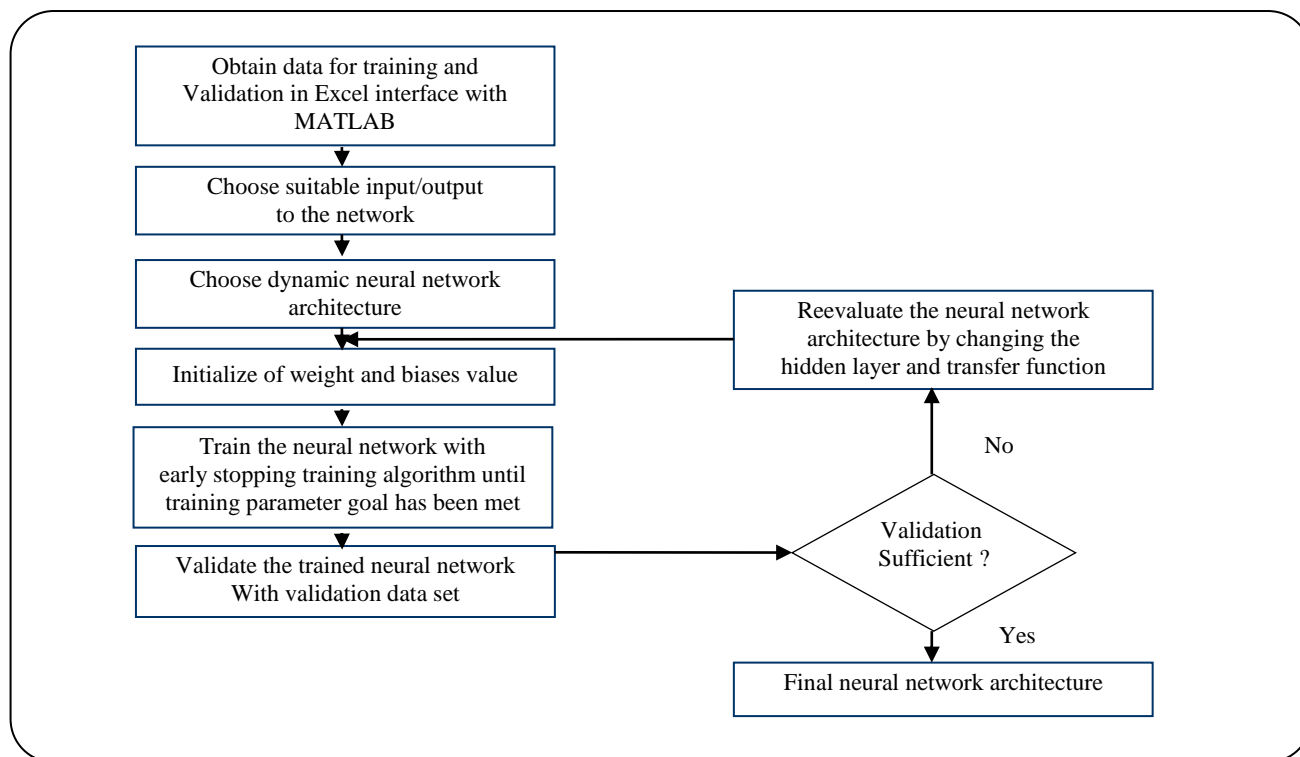 Obtain data for training and
Validation in Excel interface with
MATLAB
Choose suitable input/output
to the network
Choose dynamic neural network
architecture
Initialize of weight and biases value
Train the neural network with
early stopping training algorithm until
training parameter goal has been met
Validate the trained neural network
With validation data set
Reevaluate the neural network
architecture by changing the
hidden layer and transfer function
No
Validation
Sufficient ?
Yes
Final neural network architecture